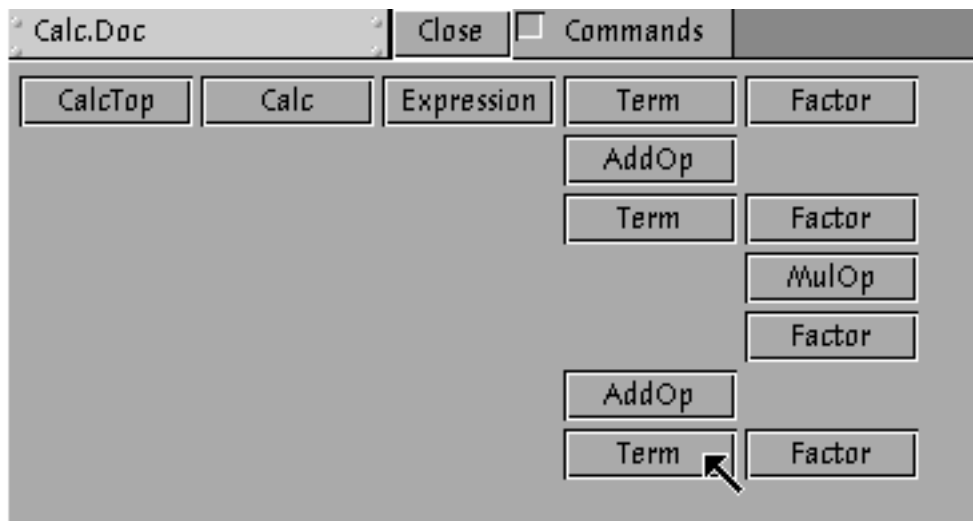 Calc.Doc Close Commands
CalcTop Calc Expression Term Factor
AddOp
Term Factor
MulOp
Factor
AddOp
Term Factor